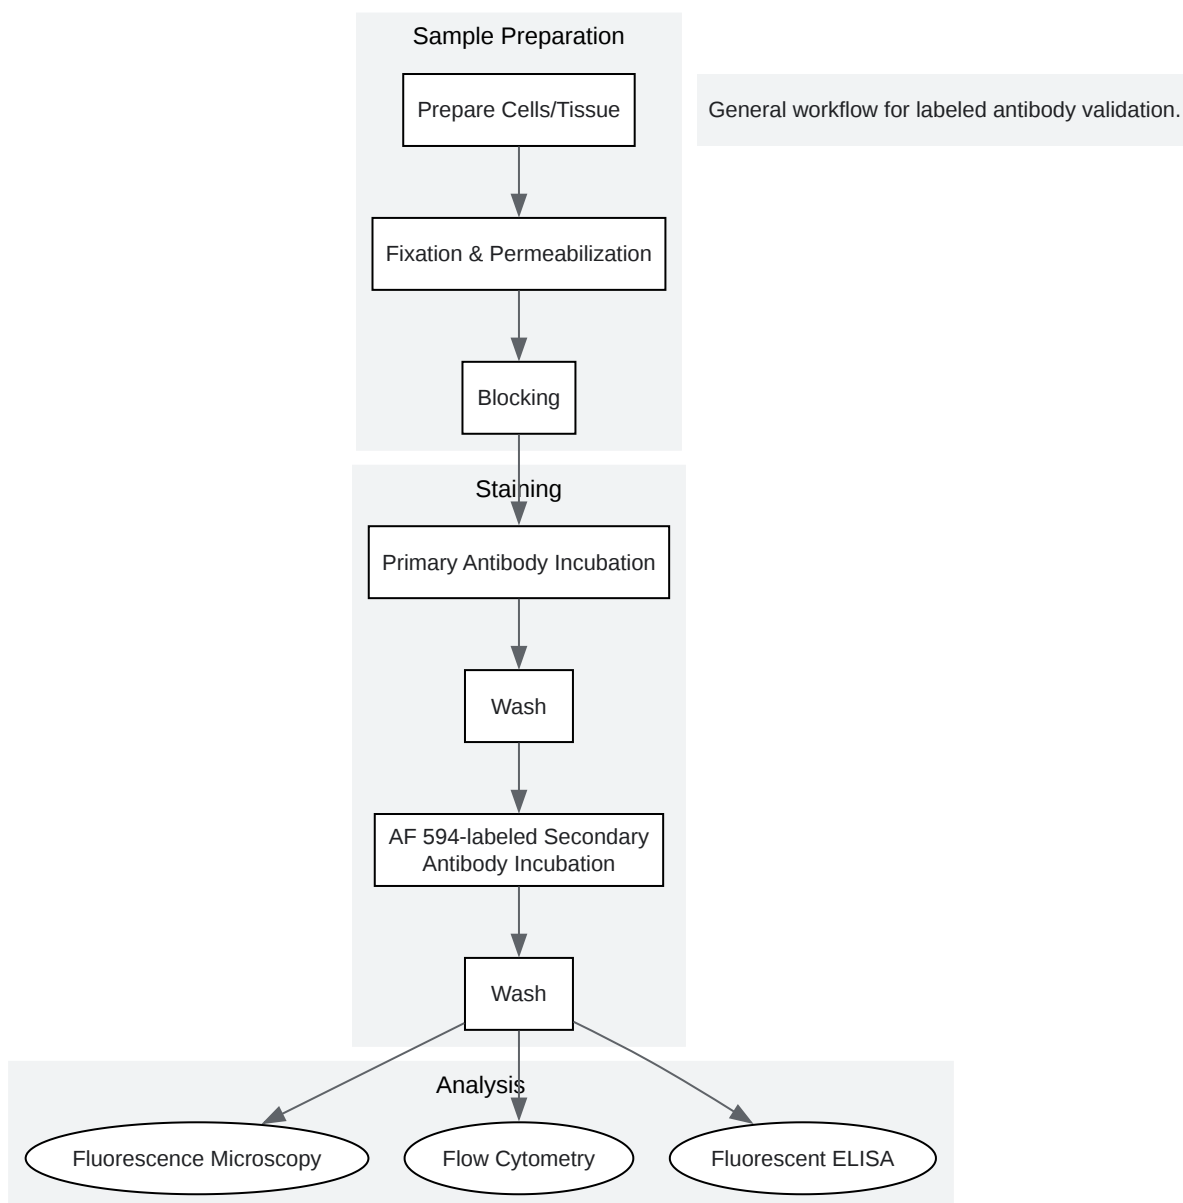 Sample Preparation
Prepare Cells/Tissue
General workflow for labeled antibody validation.
Fixation & Permeabilization
Blocking
Staining
Primary Antibody Incubation
Wash
AF 594-labeled Secondary
Antibody Incubation
Wash
Analysis
Fluorescence Microscopy
Flow Cytometry
Fluorescent ELISA